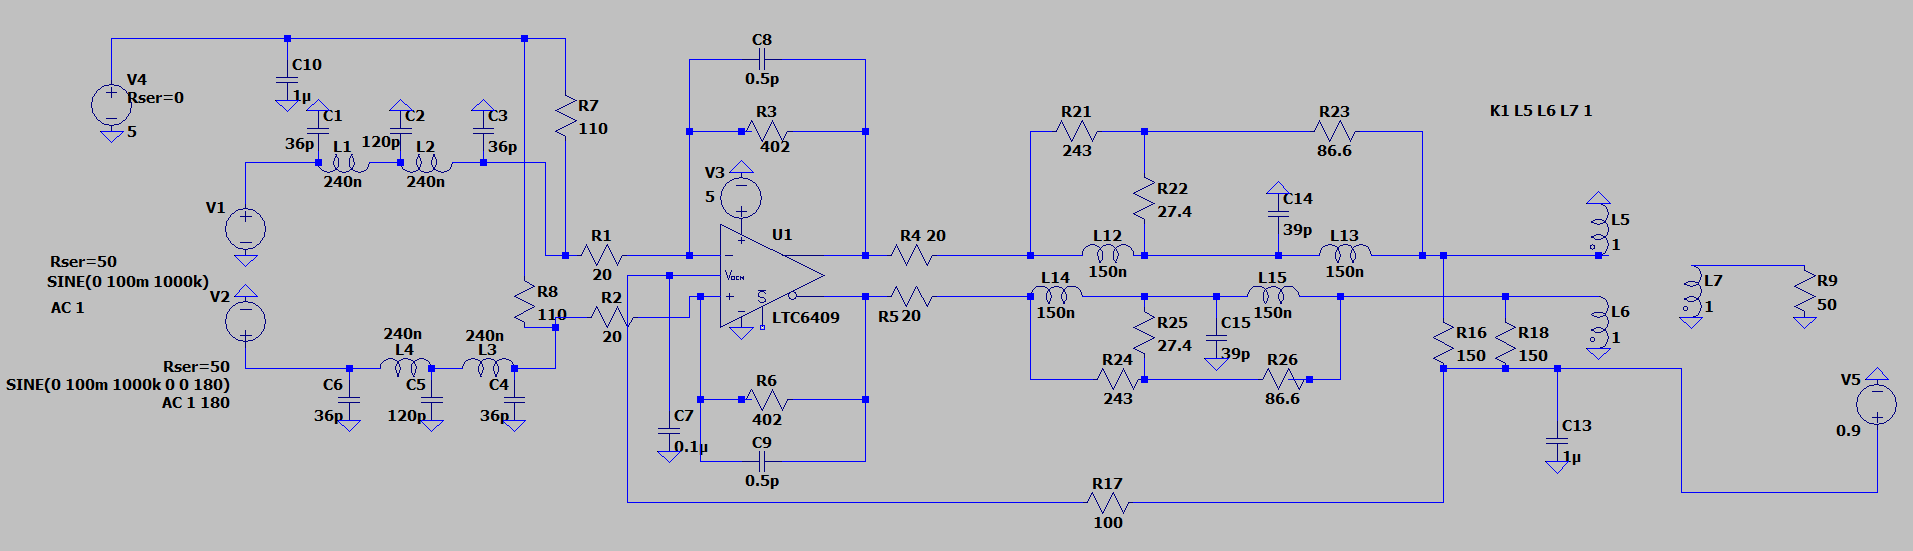 V4
Rser=0
5
C10
1µ
C1
36p
C2
120p
C3
36p
L1
240n
L2
240n
R7
110
V1
Rser=50
SINE(0 100m 1000k)
AC 1
V2
Rser=50
SINE(0 100m 1000k 0 0 180)
AC 1 180
C6
36p
240n
L4
C5
120p
240n
L3
C4
36p
R8
110
R1
20
R2
20
C8
0.5p
R3
402
V3
5
U1
LTC6409
Vocm
S
R6
402
C9
0.5p
C7
0.1µ
R4 20
R5 20
R21
243
R23
86.6
R22
27.4
C14
39p
L12
150n
L13
150n
L14
150n
L15
150n
R25
27.4
C15
39p
R24
243
R26
86.6
R17
100
K1 L5 L6 L7 1
L5
1
L6
1
L7
1
R9
50
R16
150
R18
150
C13
1µ
V5
0.9